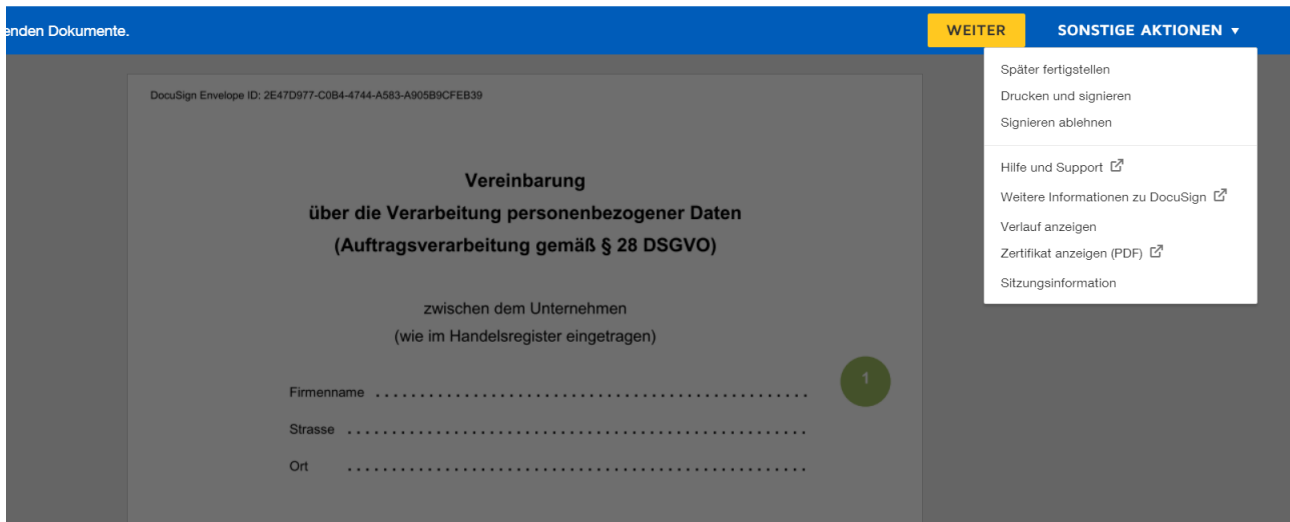 enden Dokumente.
WEITER
SONSTIGE AKTIONEN ▼
Später fertigstellen
Drucken und signieren
Signieren ablehnen
Hilfe und Support
Weitere Informationen zu DocuSign
Verlauf anzeigen
Zertifikat anzeigen (PDF)
Sitzungsinformation
DocuSign Envelope ID: 2E47D977-C0B4-4744-A583-A905B9CFEB39
Vereinbarung
über die Verarbeitung personenbezogener Daten
(Auftragsverarbeitung gemäß § 28 DSGVO)
zwischen dem Unternehmen
(wie im Handelsregister eingetragen)
1
Firmenname . . . . . . . . . . . . . . . . . . . . . . . . . . . . . . . . . . . . . . . . . . . . . . . . .
Strasse . . . . . . . . . . . . . . . . . . . . . . . . . . . . . . . . . . . . . . . . . . . . . . . . . . . .
Ort . . . . . . . . . . . . . . . . . . . . . . . . . . . . . . . . . . . . . . . . . . . . . . . . . . . .